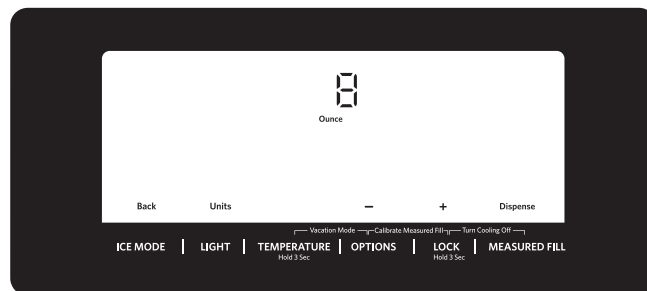 8
Ounce
Back Units − + Dispense
Vacation Mode Calibrate Measured Fill Turn Cooling Off
ICE MODE LIGHT TEMPERATURE OPTIONS LOCK MEASURED FILL
Hold 3 Sec Hold 3 Sec